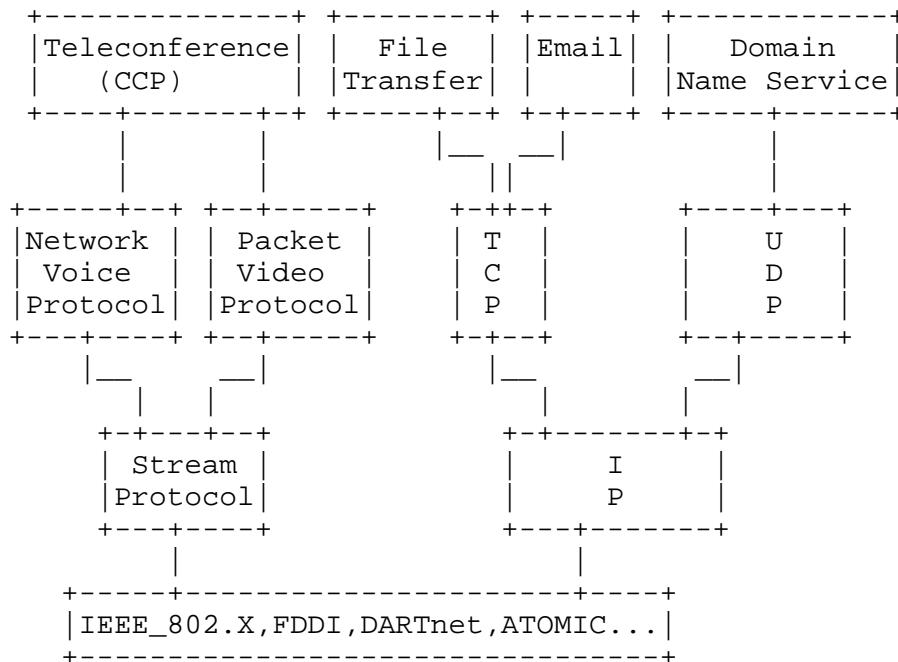 Teleconference File Email Domain
(CCP) Transfer Name Service
Network Packet T U
Voice Video C D
Protocol Protocol P P
Stream I
Protocol P
IEEE_802.X,FDDI,DARTnet,ATOMIC...